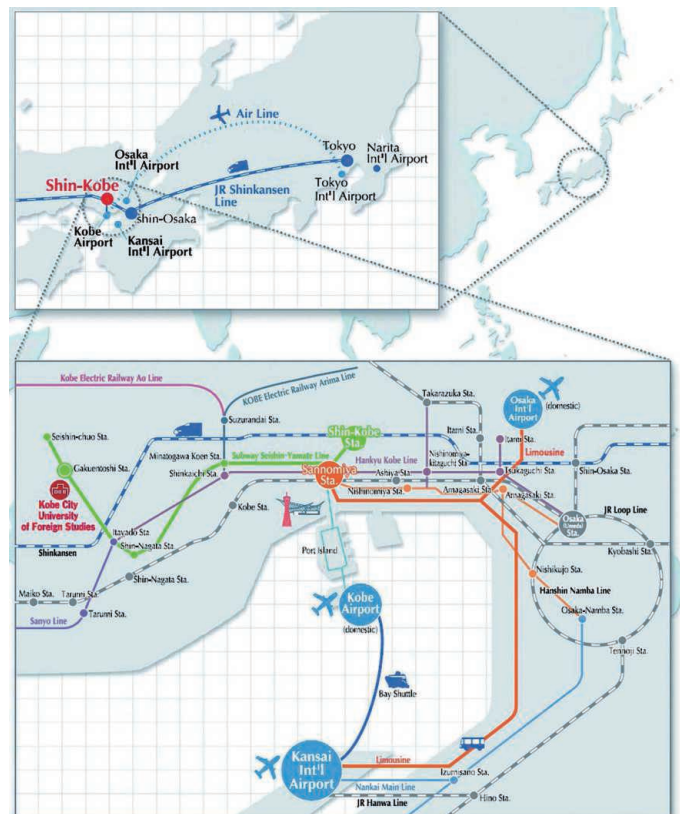 Air Line
Osaka
Int'l Airport
Tokyo
Narita
Int'l Airport
Shin-Kobe
JR Shinkansen
Line
Tokyo
Int'l Airport
shin-Osaka
Kobe
Airport
Kansai
Int'l Airport
Kobe Electric Railway Ao Line
KOBE Electric Railway Arima Line
Takarazuka Sta.
Osaka
Int'l
Airport
(domestic)
Suzurandai Sta.
Shin-Kobe
Sta.
Itami Sta.
Itami Sta.
Seishin-chuo Sta.
Minatogawa Koen Sta.
Subway Seishin-Yamate Line
Hankyu Kobe Line
Limousine
Gakuentoshi Sta.
Shinkaichi Sta.
Sannomiya
Sta.
Ashiya Sta.
Tsukaguchi Sta.
Shin-Osaka Sta.
Kobe City
University
of Foreign Studies
Nishinomiya Sta.
Amagasaki Sta.
Amagasaki Sta.
Osaka
(Umeda)
Sta.
JR Loop Line
Kobe Sta.
Itayado Sta.
Shin-Nagata Sta.
Shinkansen
Port Island
Kyobashi Sta.
Shin-Nagata Sta.
Nishikujo Sta.
Maiko Sta.
Tarumi Sta.
Kobe
Airport
(domestic)
Hanshin Namba Line
Osaka-Namba Sta.
Tarumi Sta.
Sanyo Line
Tennoji Sta.
Bay Shuttle
Kansai
Int'l
Airport
Limousine
Izumisano Sta.
Nankai Main Line
JR Hanwa Line
Hino Sta.